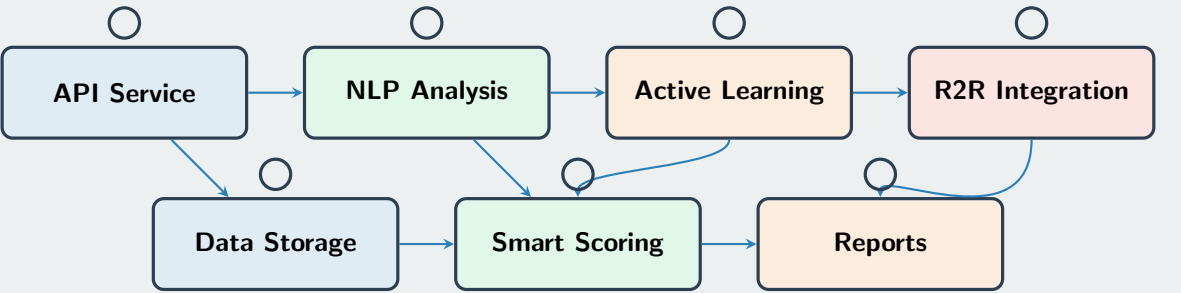 API Service
NLP Analysis
Active Learning
R2R Integration
Data Storage
Smart Scoring
Reports